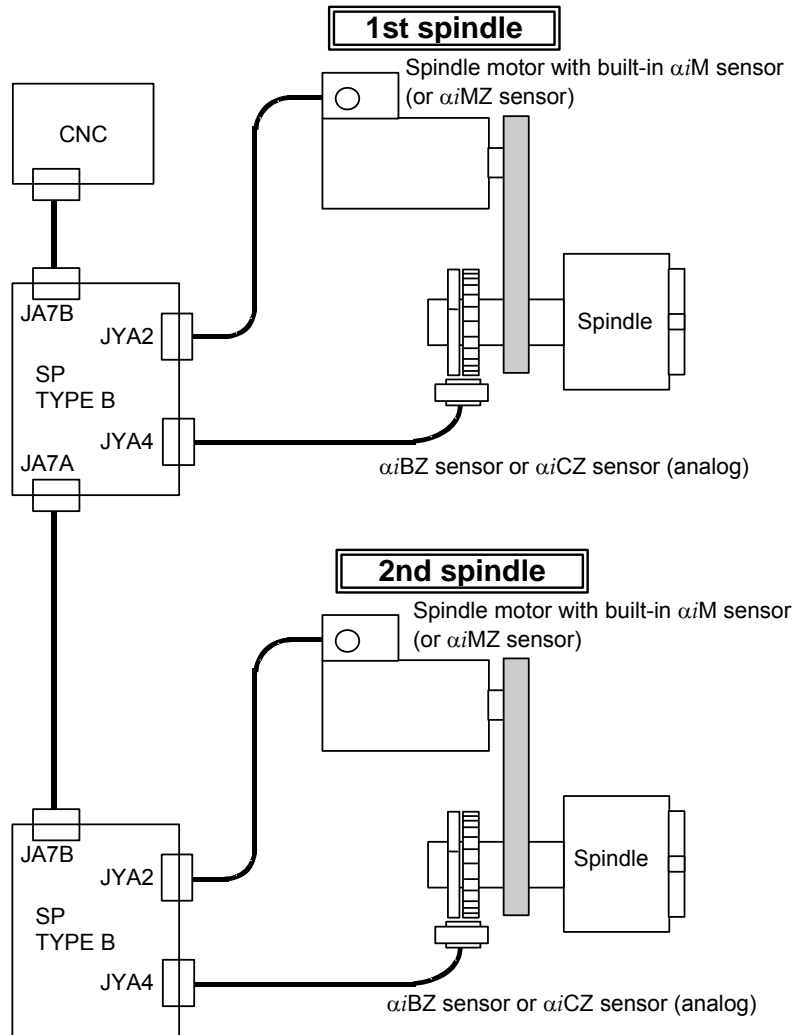 1st spindle
Spindle motor with built-in αiM sensor
(or αiMZ sensor)
CNC
JA7B
JYA2
SP
TYPE B
JYA4
JA7A
Spindle
αiBZ sensor or αiCZ sensor (analog)
2nd spindle
Spindle motor with built-in αiM sensor
(or αiMZ sensor)
JA7B
JYA2
SP
TYPE B
JYA4
Spindle
αiBZ sensor or αiCZ sensor (analog)